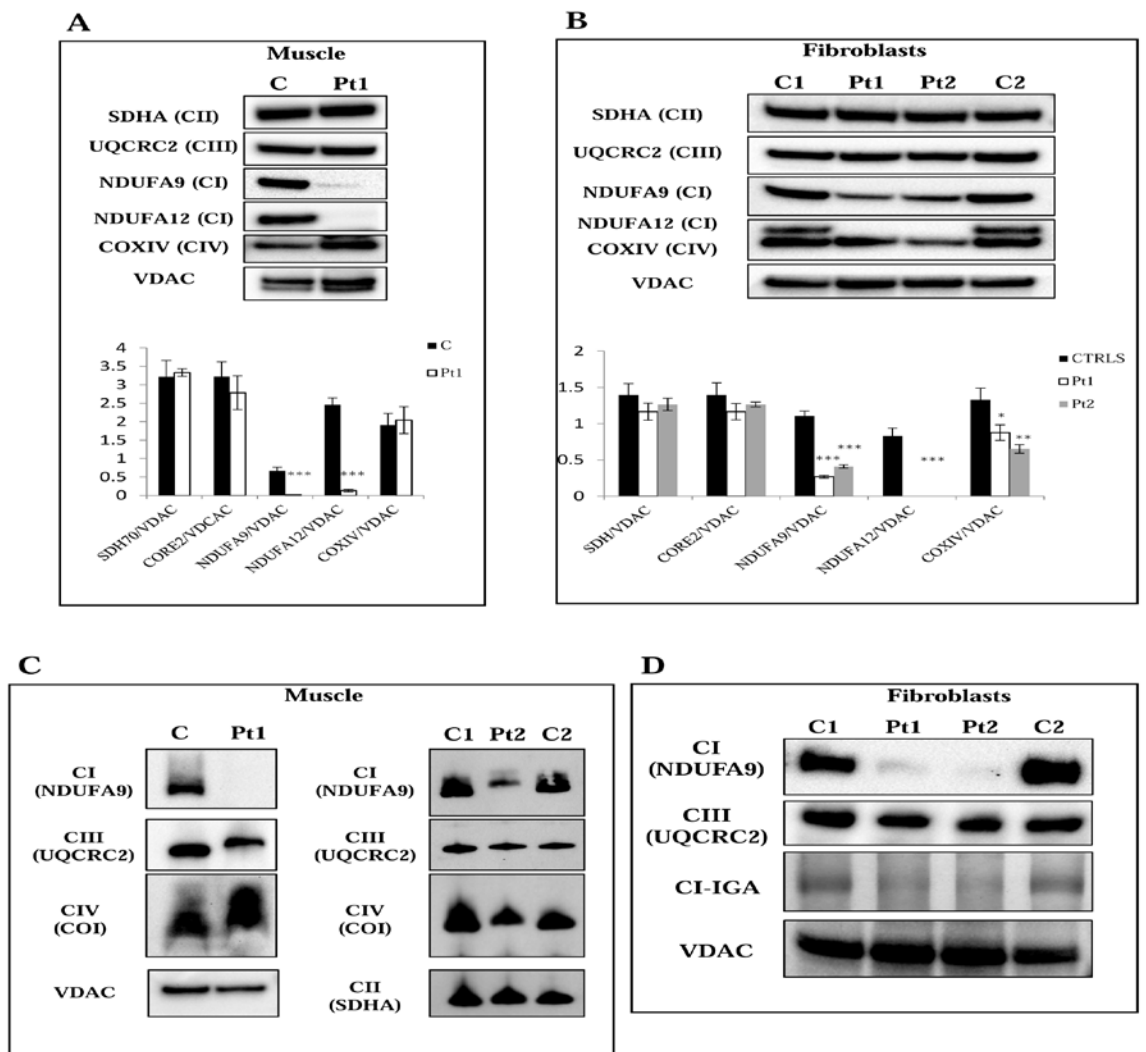 A
Muscle
C Pt1
SDHA (CII)
UQCRC2 (CIII)
NDUFA9 (CI)
NDUFA12 (CI)
COXIV (CIV)
VDAC
4
3.5
3
2.5
2
1.5
1
0.5
0
C
Pt1
*** ***
SDH70/VDAC
CORE2/VDCAC
NDUFA9/VDAC
NDUFA12/VDAC
COXIV/VDAC
B
Fibroblasts
C1 Pt1 Pt2 C2
SDHA (CII)
UQCRC2 (CIII)
NDUFA9 (CI)
NDUFA12 (CI)
COXIV (CIV)
VDAC
2
1.5
1
0.5
0
CTRLS
Pt1
Pt2
*** *** *** * **
SDH/VDAC
CORE2/VDAC
NDUFA9/VDAC
NDUFA12/VDAC
COXIV/VDAC
C
Muscle
C Pt1
CI
(NDUFA9)
CIII
(UQCRC2)
CIV
(COI)
VDAC
C1 Pt2 C2
CI
(NDUFA9)
CIII
(UQCRC2)
CIV
(COI)
CII
(SDHA)
D
Fibroblasts
C1 Pt1 Pt2 C2
CI
(NDUFA9)
CIII
(UQCRC2)
CI-IGA
VDAC